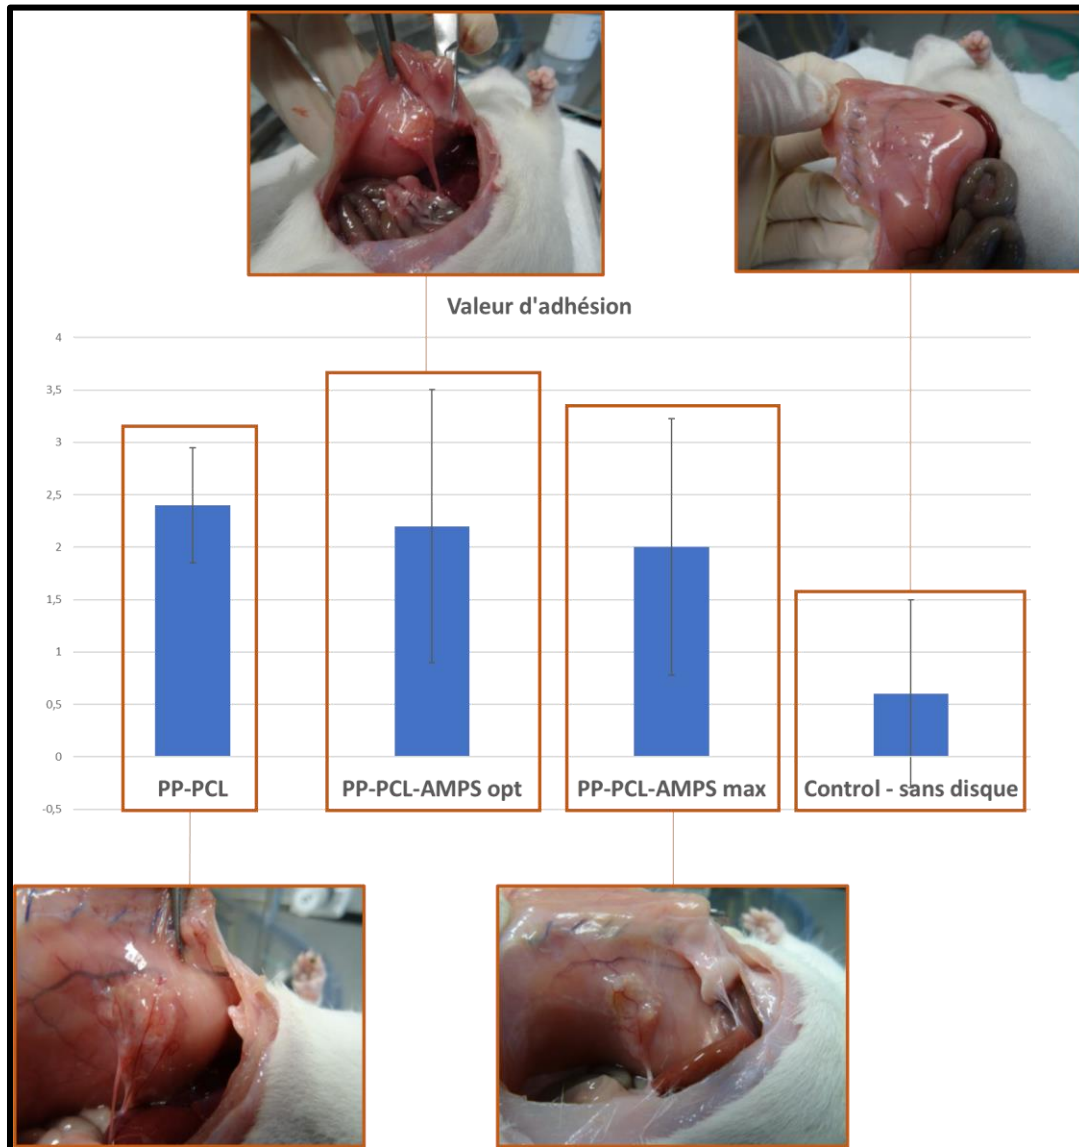 Valeur d'adhésion
4
3,5
3
2,5
2
1,5
1
0,5
0
-0,5
PP-PCL
PP-PCL-AMPS opt
PP-PCL-AMPS max
Control - sans disque